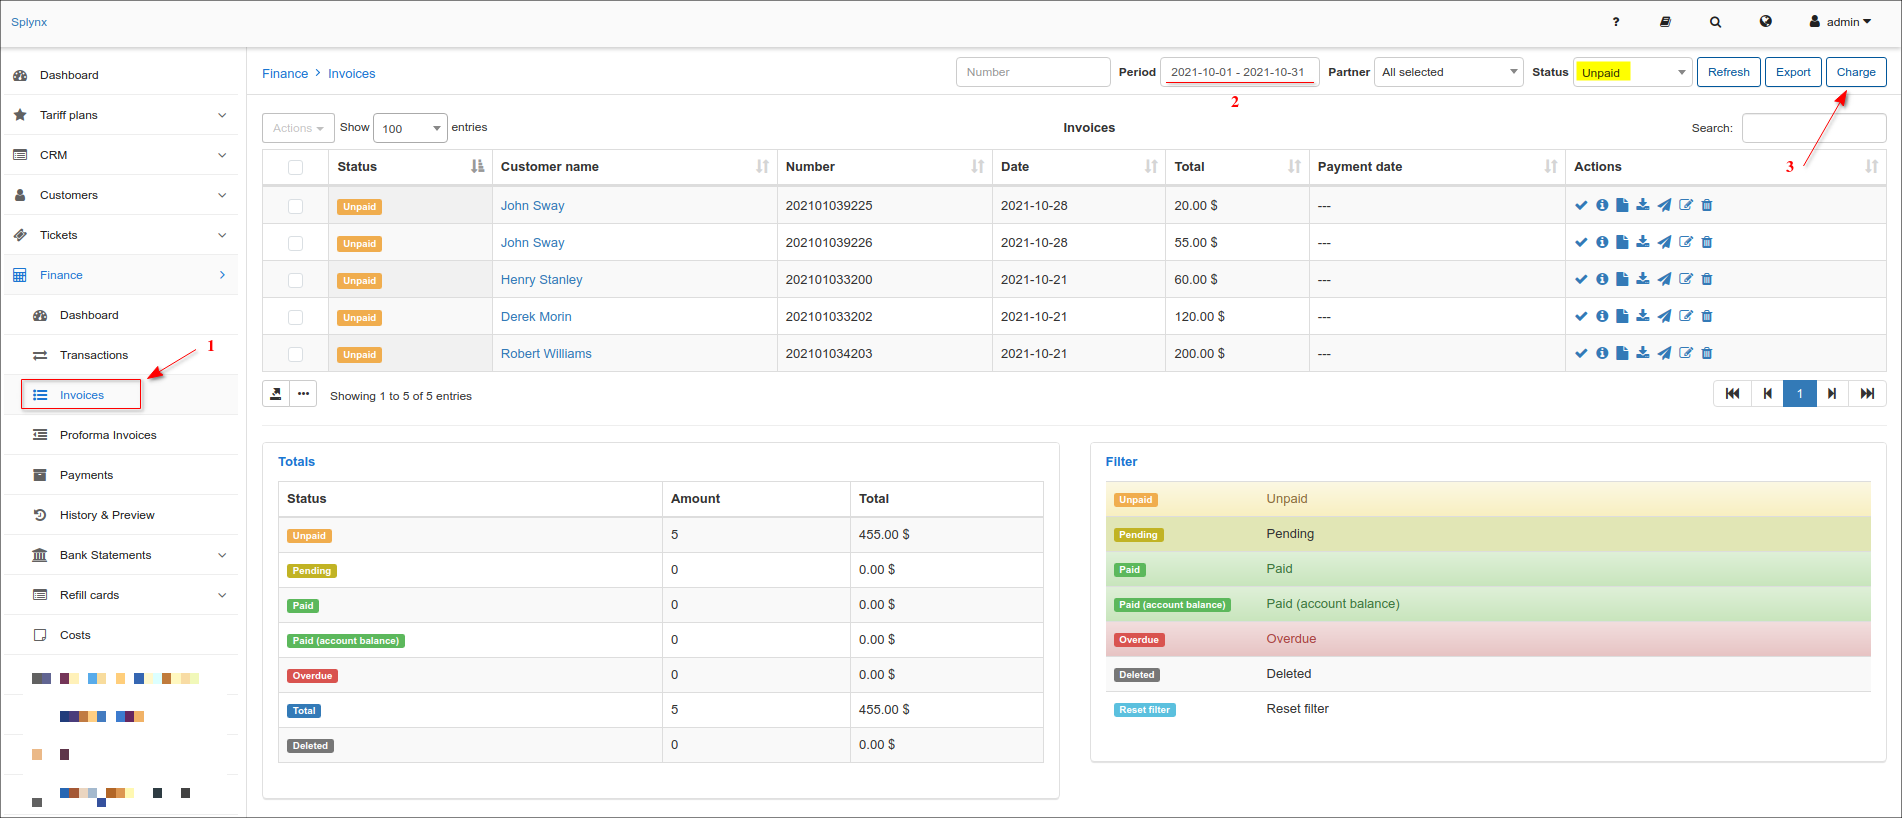 Splynx
? admin
Dashboard
Tariff plans
CRM
Customers
Tickets
Finance
Dashboard
Transactions
1
Invoices
Proforma Invoices
Payments
History & Preview
Bank Statements
Refill cards
Costs
Finance > Invoices
Number Period 2021-10-01 - 2021-10-31 Partner All selected Status Unpaid Refresh Export Charge
2
3
Actions Show 100 entries Invoices Search:
Status Customer name Number Date Total Payment date Actions
Unpaid John Sway 202101039225 2021-10-28 20.00 $ ---
Unpaid John Sway 202101039226 2021-10-28 55.00 $ ---
Unpaid Henry Stanley 202101033200 2021-10-21 60.00 $ ---
Unpaid Derek Morin 202101033202 2021-10-21 120.00 $ ---
Unpaid Robert Williams 202101034203 2021-10-21 200.00 $ ---
Showing 1 to 5 of 5 entries 1
Totals
Status Amount Total
Unpaid 5 455.00 $
Pending 0 0.00 $
Paid 0 0.00 $
Paid (account balance) 0 0.00 $
Overdue 0 0.00 $
Total 5 455.00 $
Deleted 0 0.00 $
Filter
Unpaid Unpaid
Pending Pending
Paid Paid
Paid (account balance) Paid (account balance)
Overdue Overdue
Deleted Deleted
Reset filter Reset filter